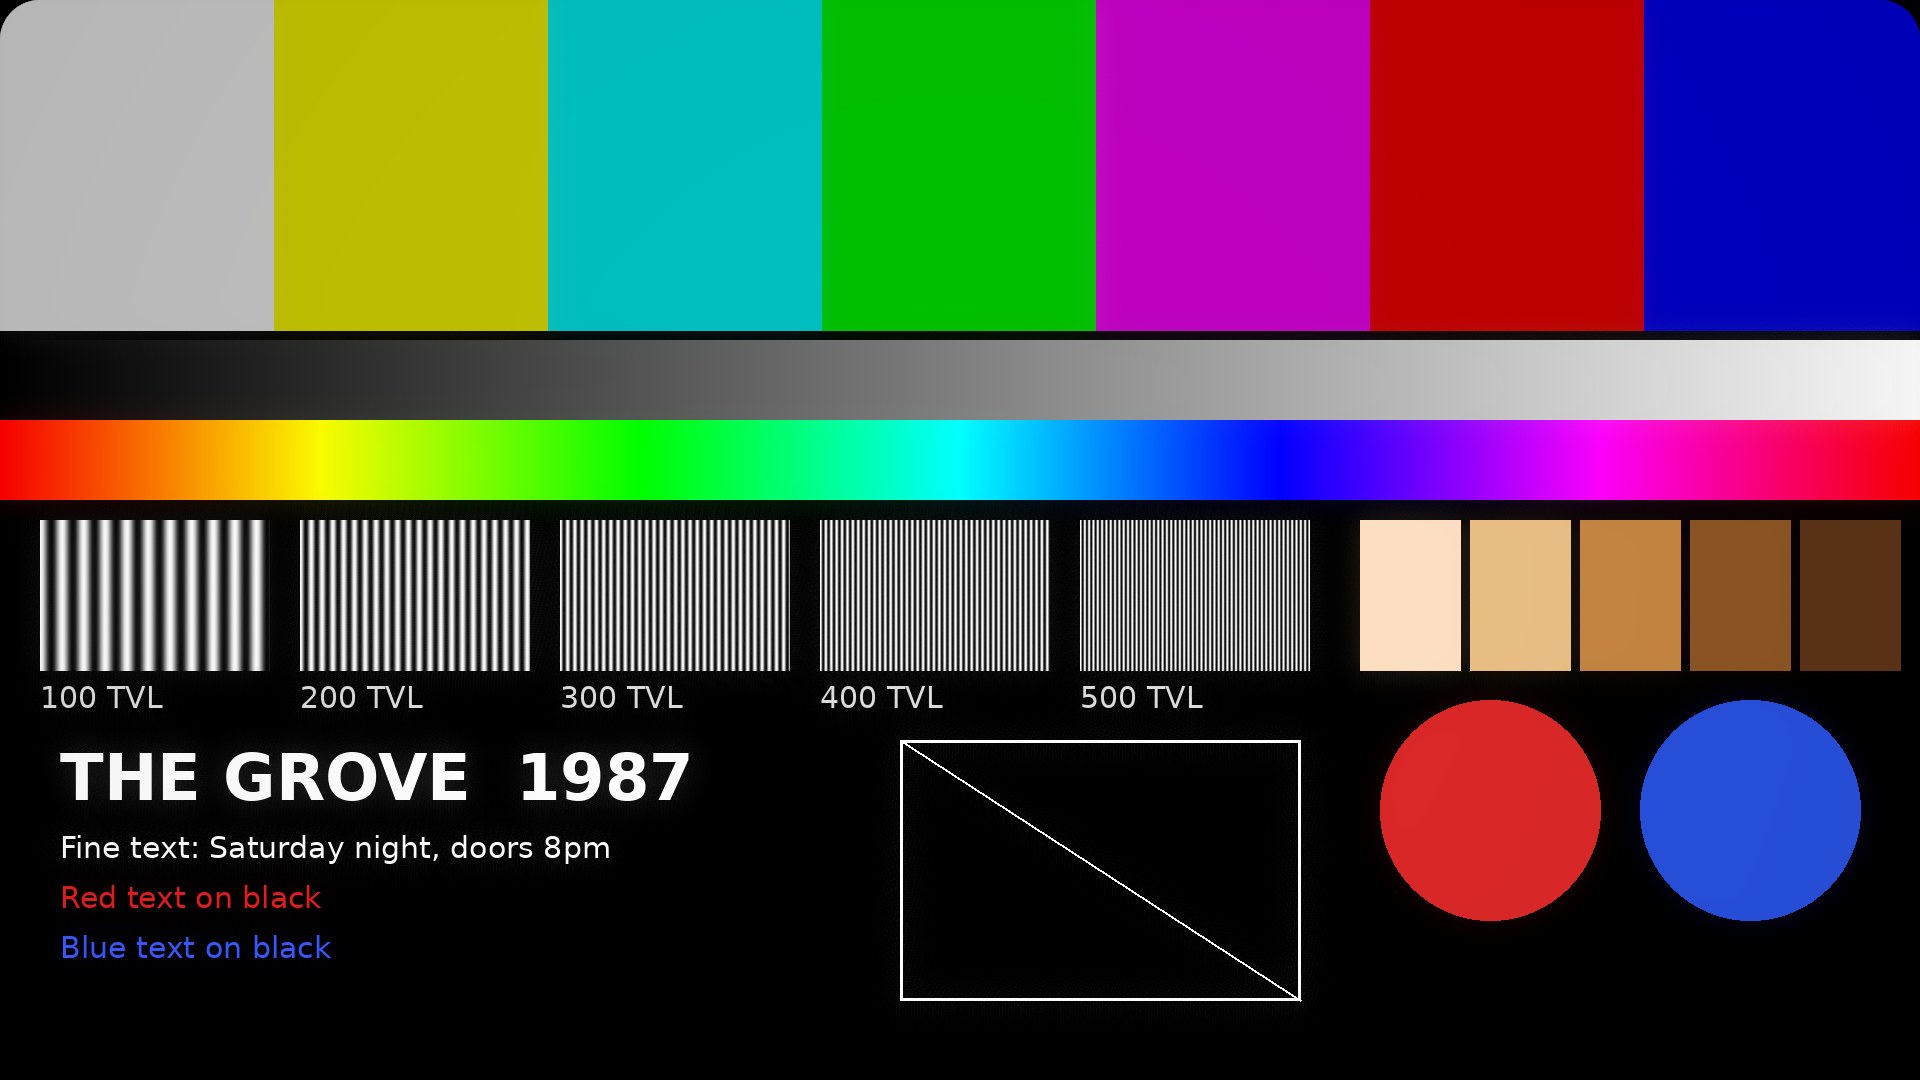 100 TVL
200 TVL
300 TVL
400 TVL
500 TVL
THE GROVE  1987
Fine text: Saturday night, doors 8pm
Red text on black
Blue text on black